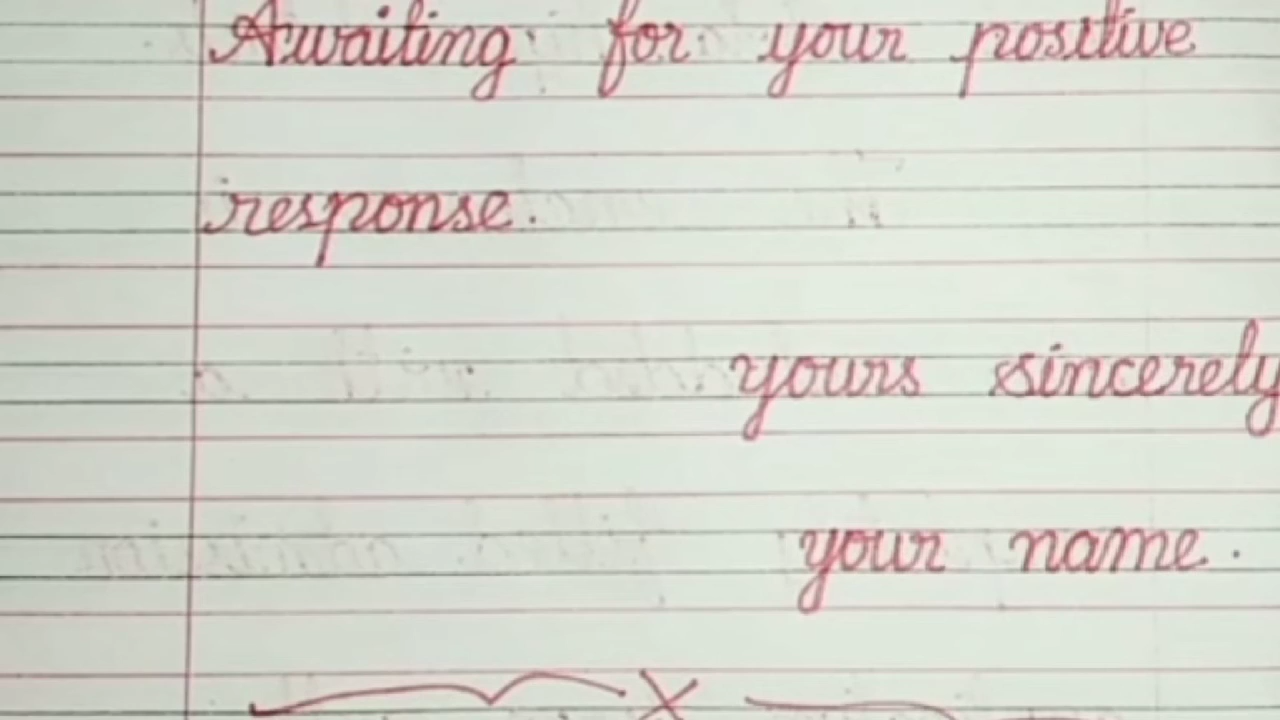 Awaiting for your positive
response.
yours sincerely
your name.